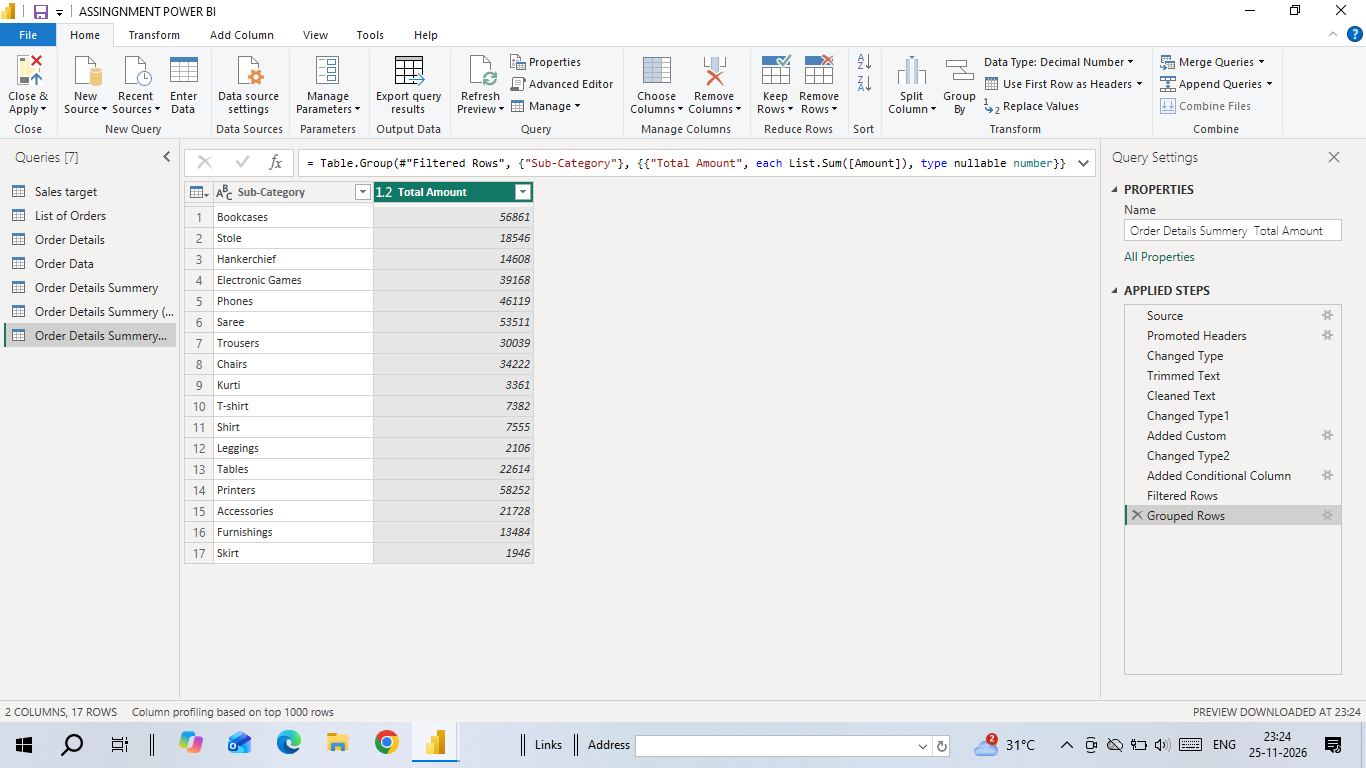 ASSINGNMENT POWER BI
File Home Transform Add Column View Tools Help
Close & Apply
Close
New Source
Recent Sources
Enter Data
New Query
Data source settings
Data Sources
Manage Parameters
Parameters
Export query results
Output Data
Refresh Preview
Properties
Advanced Editor
Manage
Query
Choose Columns
Remove Columns
Manage Columns
Keep Rows
Remove Rows
Reduce Rows
A
Z
Z
A
Sort
Split Column
Group By
Data Type: Decimal Number
Use First Row as Headers
1 2 Replace Values
Transform
Merge Queries
Append Queries
Combine Files
Combine
?
Queries [7]
Sales target
List of Orders
Order Details
Order Data
Order Details Summery
Order Details Summery (...
Order Details Summery...
fx = Table.Group(#"Filtered Rows", {"Sub-Category"}, {{"Total Amount", each List.Sum([Amount]), type nullable number}}
ABC Sub-Category 1.2 Total Amount
1 Bookcases 56861
2 Stole 18546
3 Hankerchief 14608
4 Electronic Games 39168
5 Phones 46119
6 Saree 53511
7 Trousers 30039
8 Chairs 34222
9 Kurti 3361
10 T-shirt 7382
11 Shirt 7555
12 Leggings 2106
13 Tables 22614
14 Printers 58252
15 Accessories 21728
16 Furnishings 13484
17 Skirt 1946
Query Settings
PROPERTIES
Name
Order Details Summery Total Amount
All Properties
APPLIED STEPS
Source
Promoted Headers
Changed Type
Trimmed Text
Cleaned Text
Changed Type1
Added Custom
Changed Type2
Added Conditional Column
Filtered Rows
Grouped Rows
2 COLUMNS, 17 ROWS Column profiling based on top 1000 rows PREVIEW DOWNLOADED AT 23:24
Links Address 2 31°C ENG 23:24
25-11-2026